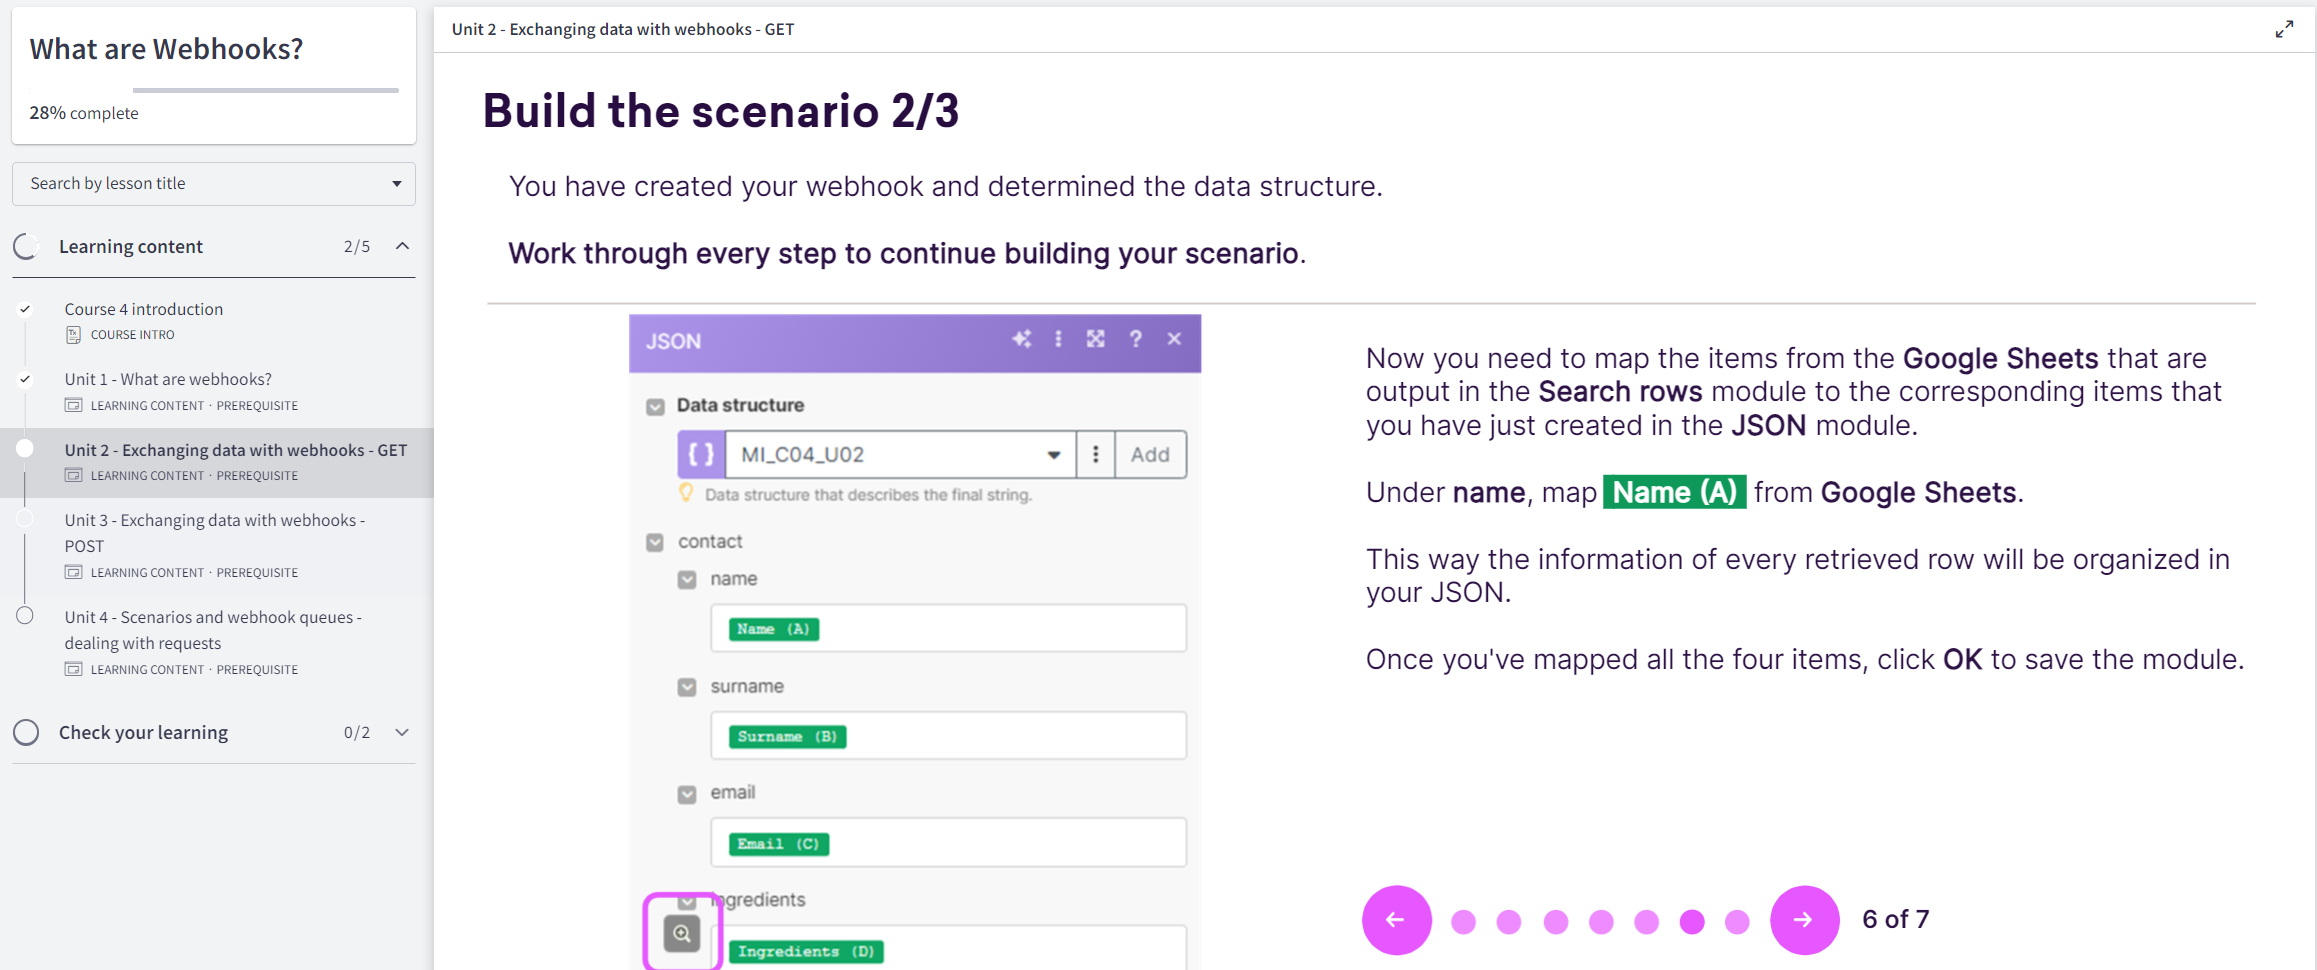 What are Webhooks?
28% complete
Search by lesson title
Learning content 2/5
Course 4 introduction
COURSE INTRO
Unit 1 - What are webhooks?
LEARNING CONTENT · PREREQUISITE
Unit 2 - Exchanging data with webhooks - GET
LEARNING CONTENT · PREREQUISITE
Unit 3 - Exchanging data with webhooks -
POST
LEARNING CONTENT · PREREQUISITE
Unit 4 - Scenarios and webhook queues -
dealing with requests
LEARNING CONTENT · PREREQUISITE
Check your learning 0/2
Unit 2 - Exchanging data with webhooks - GET
Build the scenario 2/3
You have created your webhook and determined the data structure.
Work through every step to continue building your scenario.
JSON
Data structure
{ } MI_C04_U02 Add
Data structure that describes the final string.
contact
name
Name (A)
surname
Surname (B)
email
Email (C)
ingredients
Ingredients (D)
Now you need to map the items from the Google Sheets that are
output in the Search rows module to the corresponding items that
you have just created in the JSON module.
Under name, map Name (A) from Google Sheets.
This way the information of every retrieved row will be organized in
your JSON.
Once you've mapped all the four items, click OK to save the module.
6 of 7